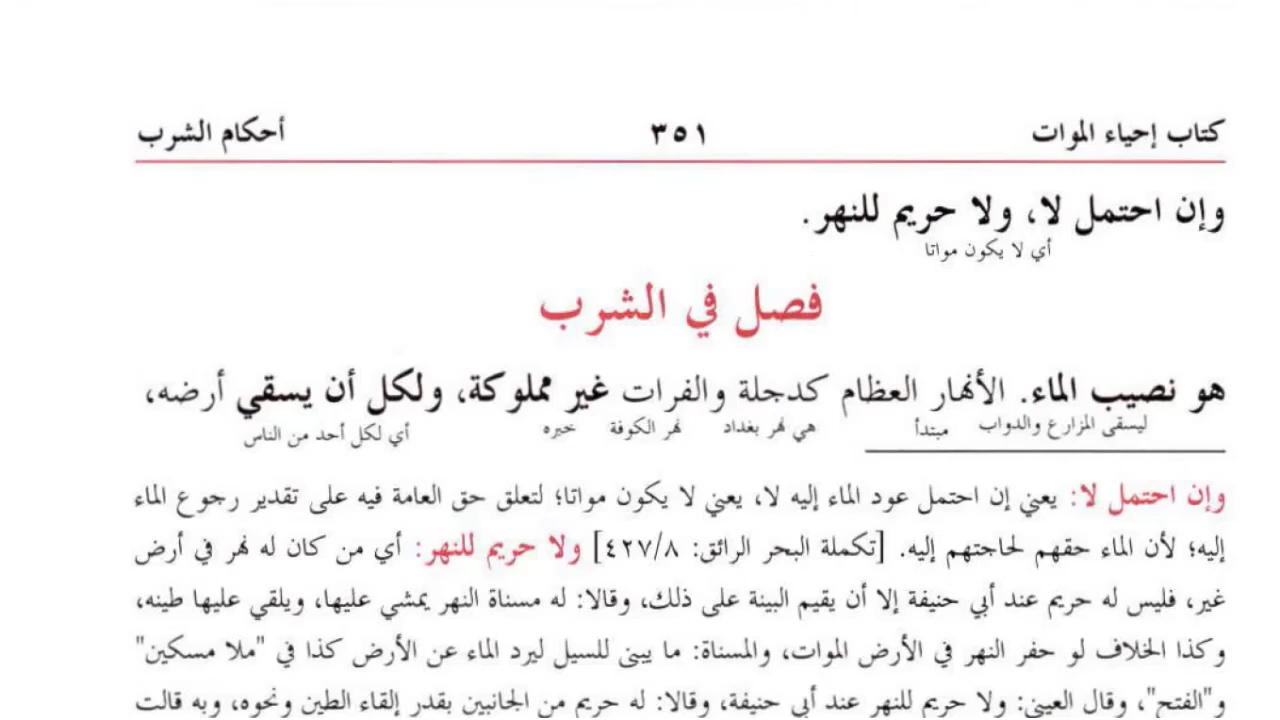 كتاب إحياء الموات ٣٥١ أحكام الشرب
وإن احتمل لا، ولا حريم للنهر.
أي لا يكون مواتا
فصل في الشرب
هو نصيب الماء. الأنهار العظام كدجلة والفرات غير مملوكة، ولكل أن يسقي أرضه،
ليسقى المزارع والدواب مبتدأ هي نهر بغداد نهر الكوفة خبره أي لكل أحد من الناس
وإن احتمل لا: يعني إن احتمل عود الماء إليه لا، يعني لا يكون مواتا؛ لتعلق حق العامة فيه على تقدير رجوع الماء
إليه؛ لأن الماء حقهم لحاجتهم إليه. [تكملة البحر الرائق: ٤٢٧/٨] ولا حريم للنهر: أي من كان له نهر في أرض
غير، فليس له حريم عند أبي حنيفة إلا أن يقيم البينة على ذلك، وقالا: له مسناة النهر يمشي عليها، ويلقي عليها طينه،
وكذا الخلاف لو حفر النهر في الأرض الموات، والمسناة: ما يبنى للسيل ليرد الماء عن الأرض كذا في "ملا مسكين"
و"الفتح"، وقال العيني: ولا حريم للنهر عند أبي حنيفة، وقالا: له حريم من الجانبين بقدر إلقاء الطين ونحوه، وبه قالت